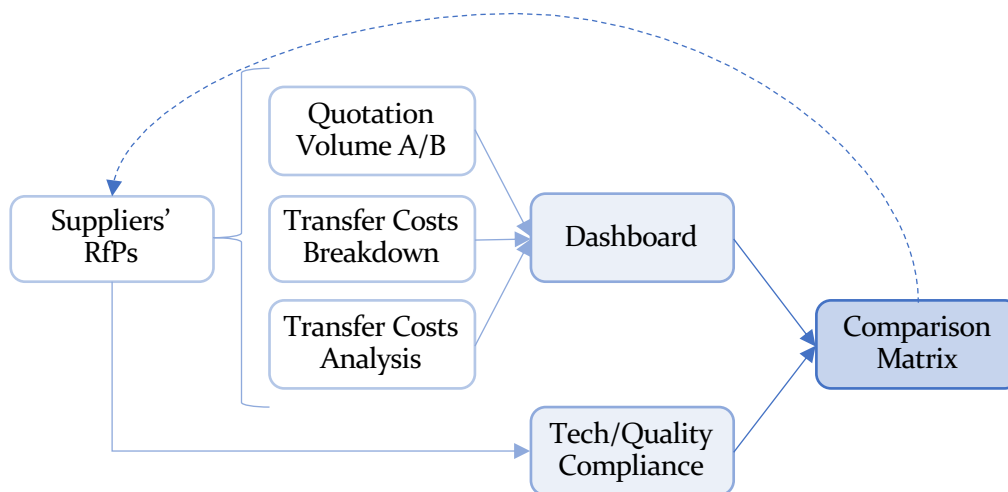 Quotation
Volume A/B
Suppliers’
RfPs
Transfer Costs
Breakdown
Dashboard
Transfer Costs
Analysis
Comparison
Matrix
Tech/Quality
Compliance